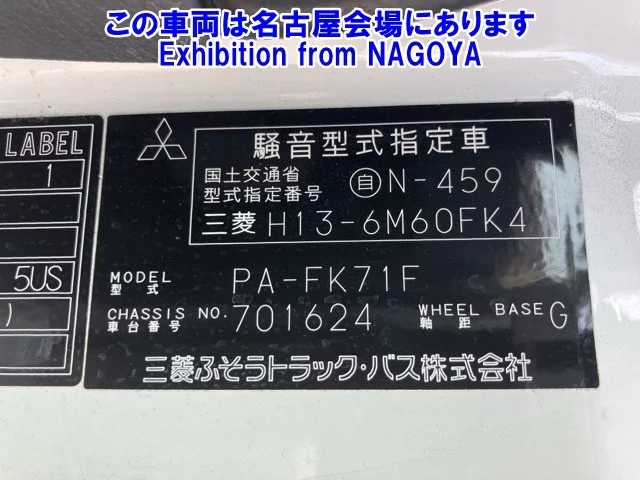 この車両は名古屋会場にあります
Exhibition from NAGOYA
LABEL
1
5US
)
騒音型式指定車
国土交通省
型式指定番号 自N-459
三菱 H13-6M60FK4
MODEL
型式 PA-FK71F
CHASSIS NO. 701624 WHEEL BASE G
車台番号 軸距
三菱ふそうトラック・バス株式会社